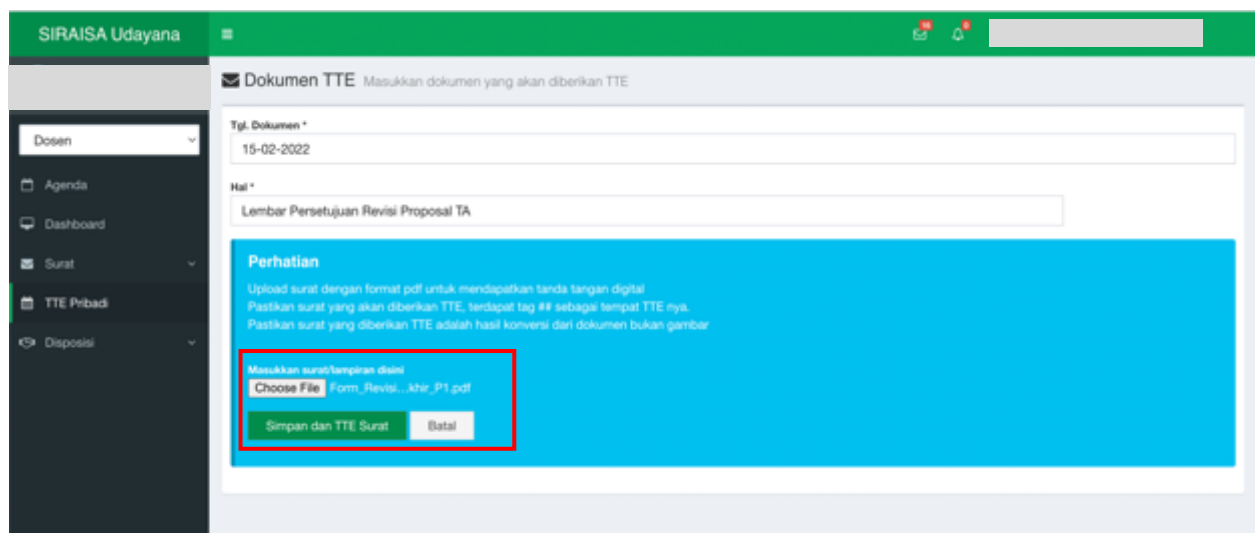 SIRAISA Udayana
Dokumen TTE Masukkan dokumen yang akan diberikan TTE
Dosen
Agenda
Dashboard
Surat
TTE Pribadi
Disposisi
Tgl. Dokumen *
15-02-2022
Hal *
Lembar Persetujuan Revisi Proposal TA
Perhatian
Upload surat dengan format pdf untuk mendapatkan tanda tangan digital
Pastikan surat yang akan diberikan TTE, terdapat tag ## sebagai tempat TTE nya.
Pastikan surat yang diberikan TTE adalah hasil konversi dari dokumen bukan gambar
Masukkan surat/lampiran disini
Choose File Form_Revisi...khir_P1.pdf
Simpan dan TTE Surat Batal